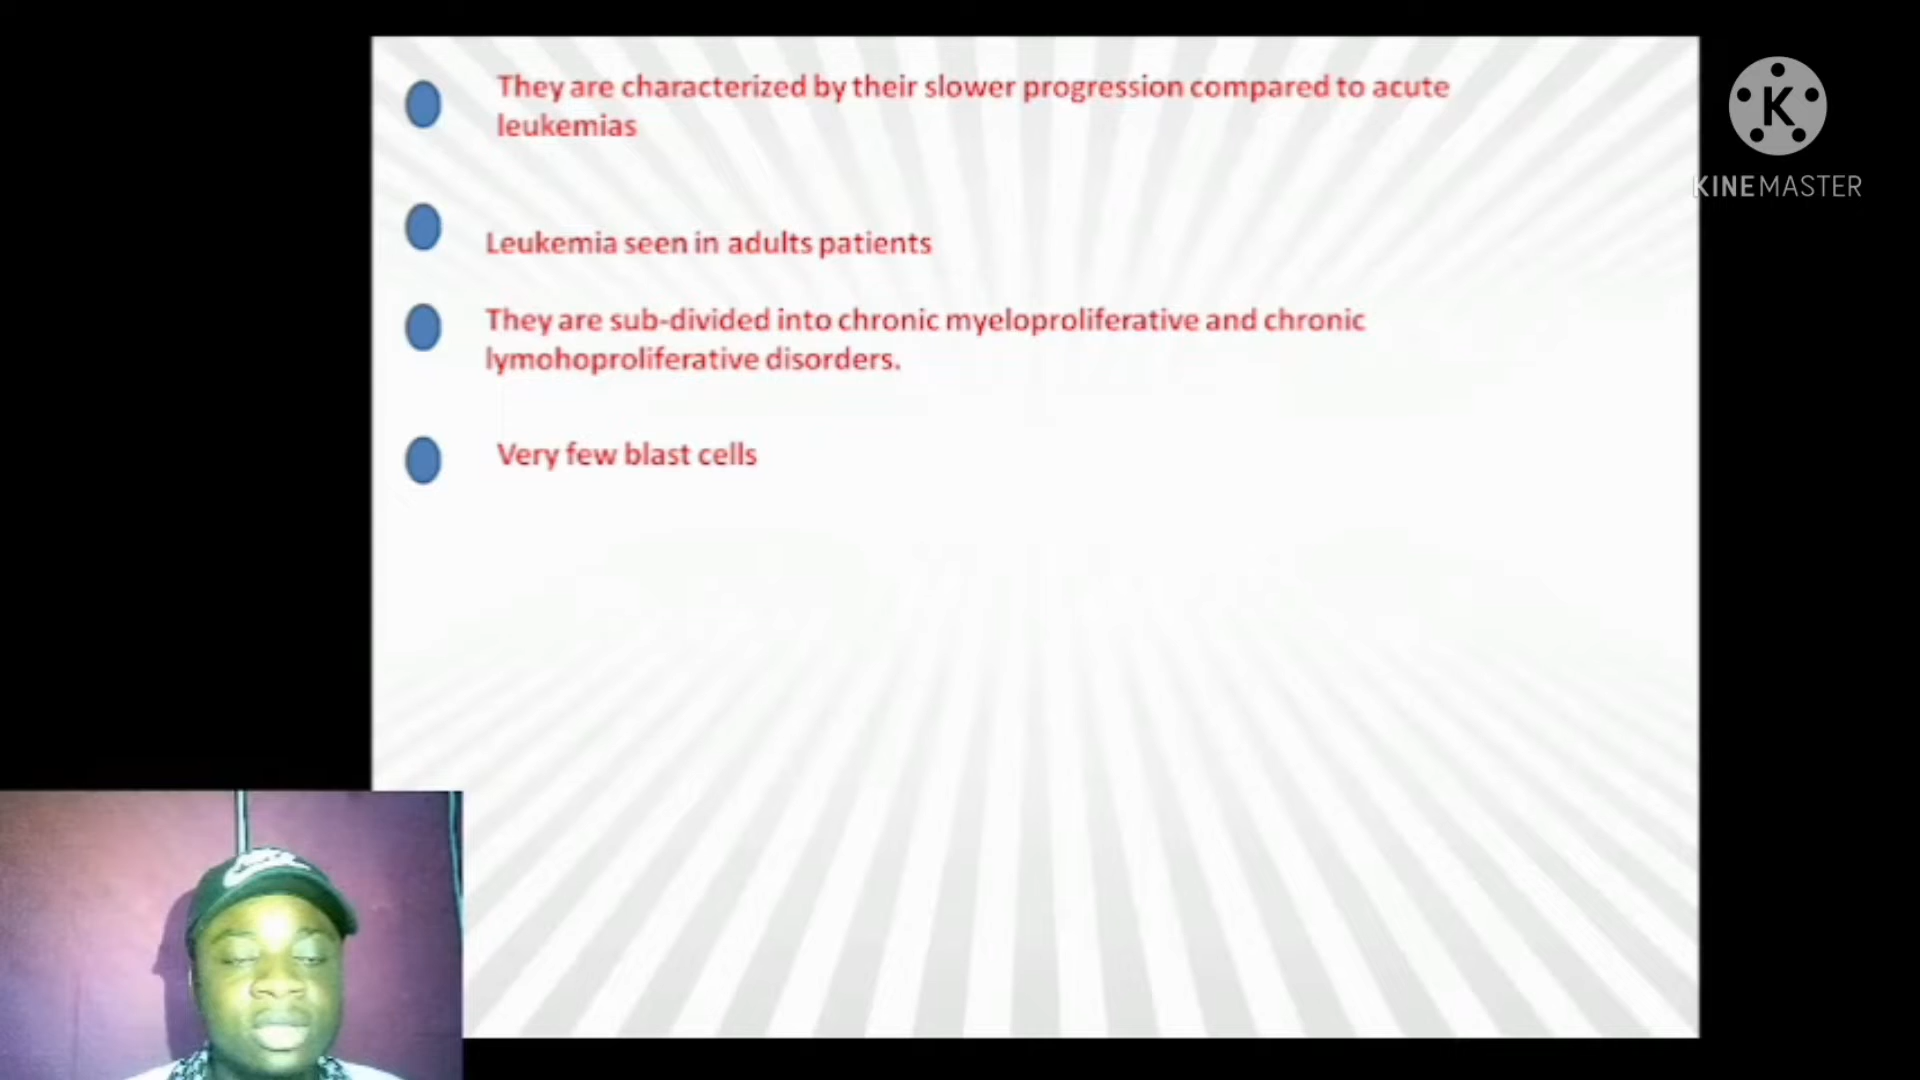 They are characterized by their slower progression compared to acute
leukemias
Leukemia seen in adults patients
They are sub-divided into chronic myeloproliferative and chronic
lymohoproliferative disorders.
Very few blast cells
K
KINEMASTER